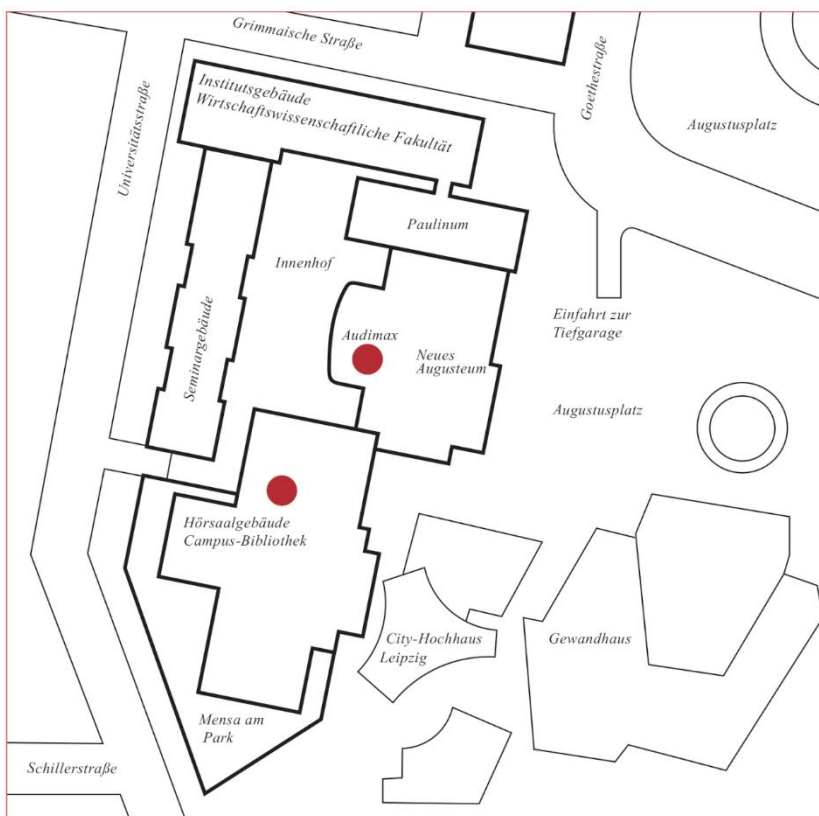 Grimmaische Straße
Goethestraße
Universitätsstraße
Institutsgebäude
Wirtschaftswissenschaftliche Fakultät
Augustusplatz
Paulinum
Innenhof
Einfahrt zur
Tiefgarage
Seminargebäude
Audimax
Neues
Augusteum
Augustusplatz
Hörsaalgebäude
Campus-Bibliothek
City-Hochhaus
Leipzig
Gewandhaus
Mensa am
Park
Schillerstraße